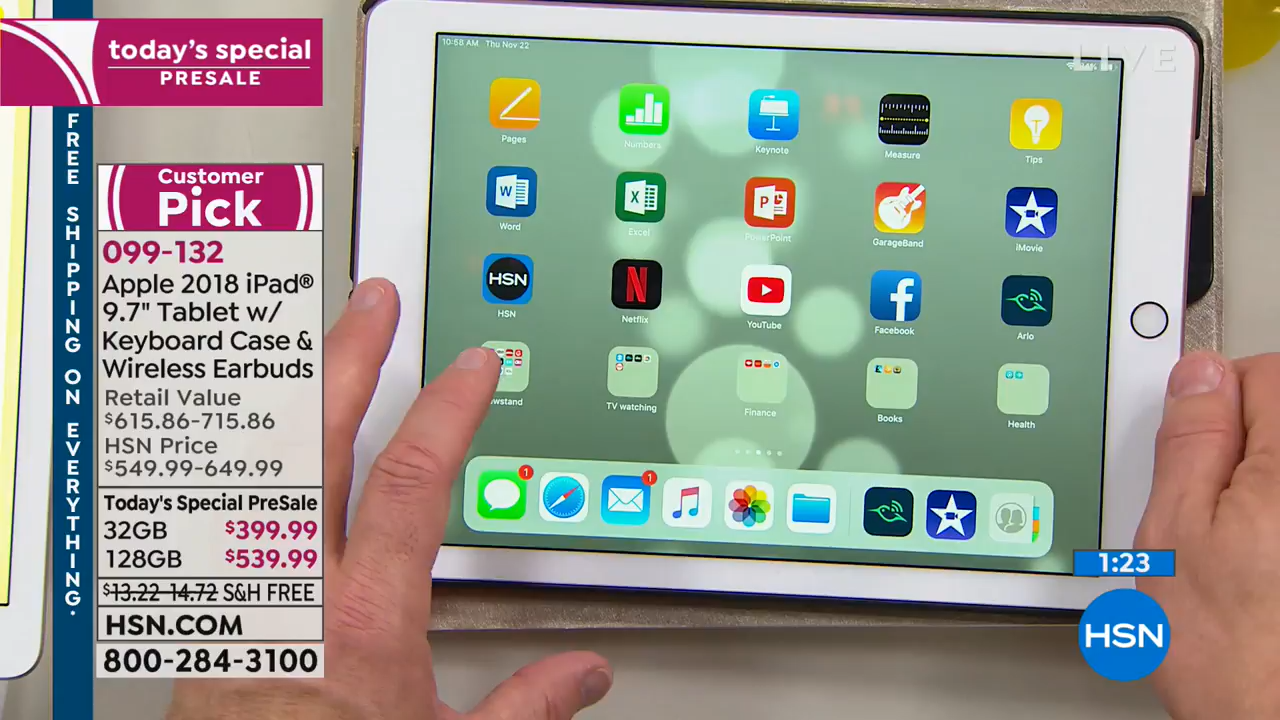 today's special
PRESALE
FREE SHIPPING ON EVERYTHING.
Customer
Pick
099-132
Apple 2018 iPad®
9.7" Tablet w/
Keyboard Case &
Wireless Earbuds
Retail Value
$615.86-715.86
HSN Price
$549.99-649.99
Today's Special PreSale
32GB $399.99
128GB $539.99
$13.22-14.72 S&H FREE
HSN.COM
800-284-3100
10:58 AM Thu Nov 22
LIVE
Pages Numbers Keynote Measure Tips
Word Excel PowerPoint GarageBand iMovie
HSN
HSN Netflix YouTube Facebook Arlo
wstand TV watching Finance Books Health
1 1
1:23
HSN